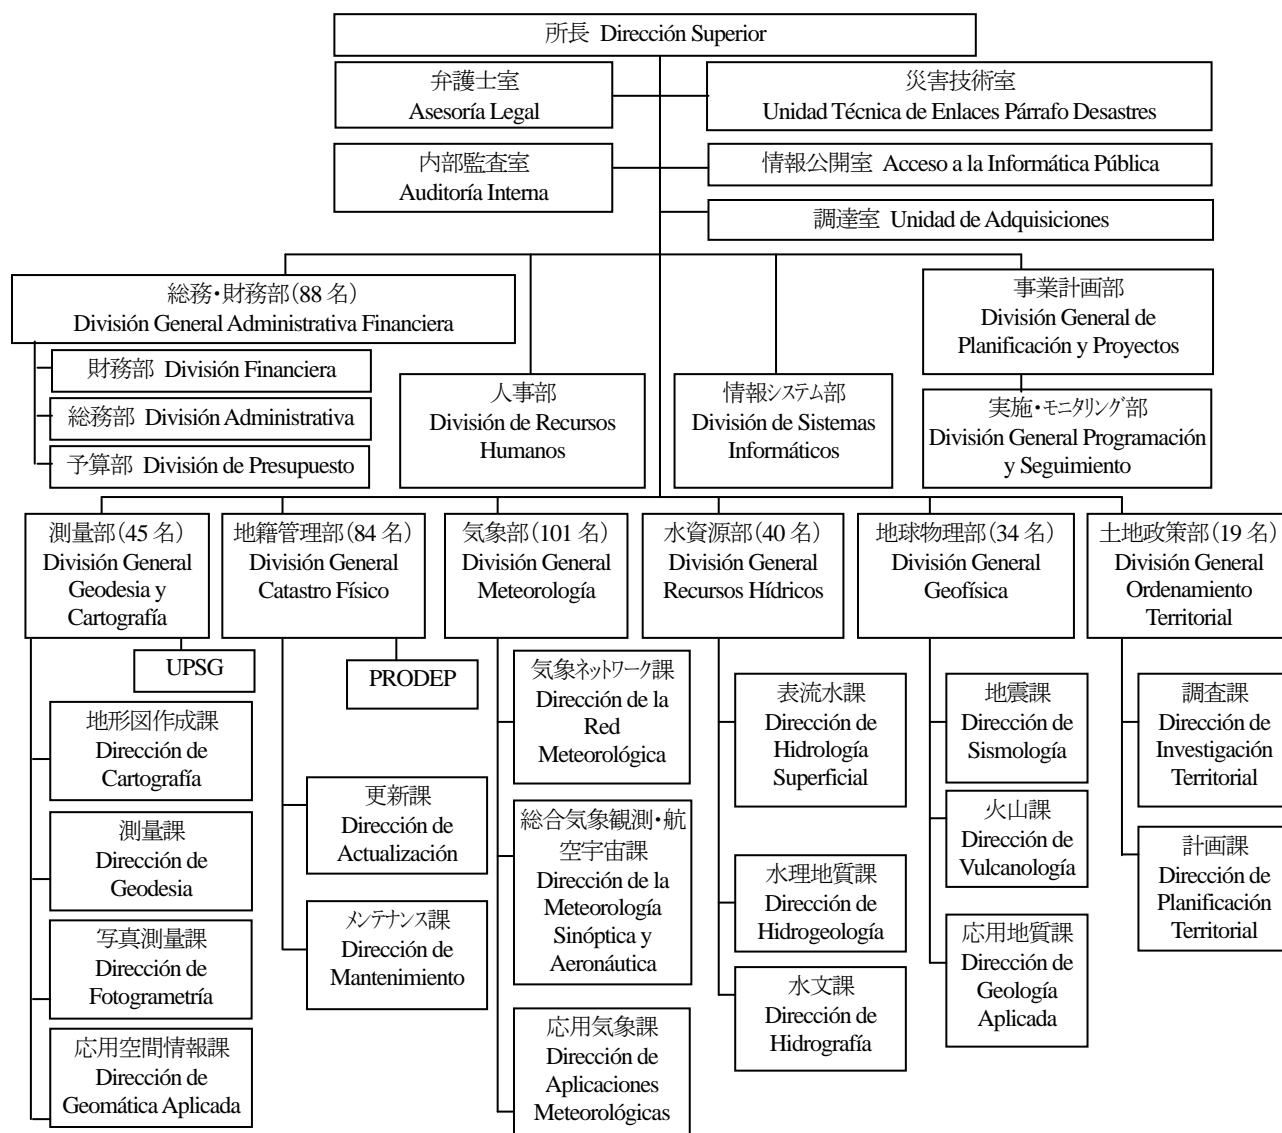 所長 Dirección Superior
弁護士室
Asesoría Legal
災害技術室
Unidad Técnica de Enlaces Párrafo Desastres
内部監査室
Auditoría Interna
情報公開室 Acceso a la Informática Pública
調達室 Unidad de Adquisiciones
総務・財務部(88 名)
División General Administrativa Financiera
財務部 División Financiera
総務部 División Administrativa
予算部 División de Presupuesto
人事部
División de Recursos
Humanos
情報システム部
División de Sistemas
Informáticos
事業計画部
División General de
Planificación y Proyectos
実施・モニタリング部
División General Programación
y Seguimiento
測量部(45 名)
División General
Geodesia y
Cartografía
UPSG
地形図作成課
Dirección de
Cartografía
測量課
Dirección de
Geodesia
写真測量課
Dirección de
Fotogrametría
応用空間情報課
Dirección de
Geomática Aplicada
地籍管理部(84 名)
División General
Catastro Físico
PRODEP
更新課
Dirección de
Actualización
メンテナンス課
Dirección de
Mantenimiento
気象部(101 名)
División General
Meteorología
気象ネットワーク課
Dirección de la
Red
Meteorológica
総合気象観測・航
空宇宙課
Dirección de la
Meteorología
Sinóptica y
Aeronáutica
応用気象課
Dirección de
Aplicaciones
Meteorológicas
水資源部(40 名)
División General
Recursos Hídricos
表流水課
Dirección de
Hidrología
Superficial
水理地質課
Dirección de
Hidrogeología
水文課
Dirección de
Hidrografía
地球物理部(34 名)
División General
Geofísica
地震課
Dirección de
Sismología
火山課
Dirección de
Vulcanología
応用地質課
Dirección de
Geología
Aplicada
土地政策部(19 名)
División General
Ordenamiento
Territorial
調査課
Dirección de
Investigación
Territorial
計画課
Dirección de
Planificación
Territorial